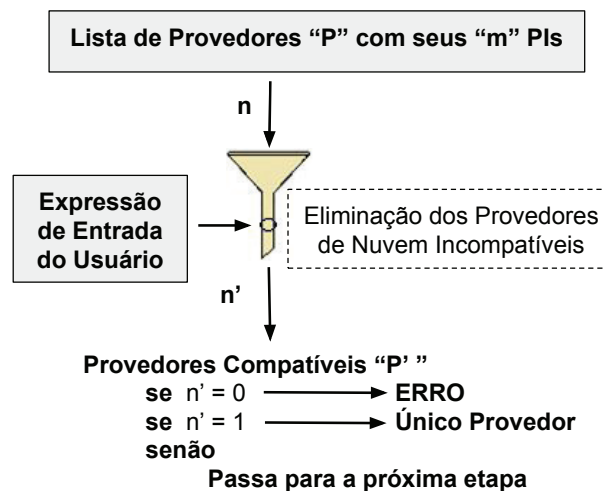 Lista de Provedores “P” com seus “m” PIs
n
Expressão
de Entrada
do Usuário
Eliminação dos Provedores
de Nuvem Incompatíveis
n’
Provedores Compatíveis “P’ ”
se n’ = 0 ERRO
se n’ = 1 Único Provedor
senão
Passa para a próxima etapa